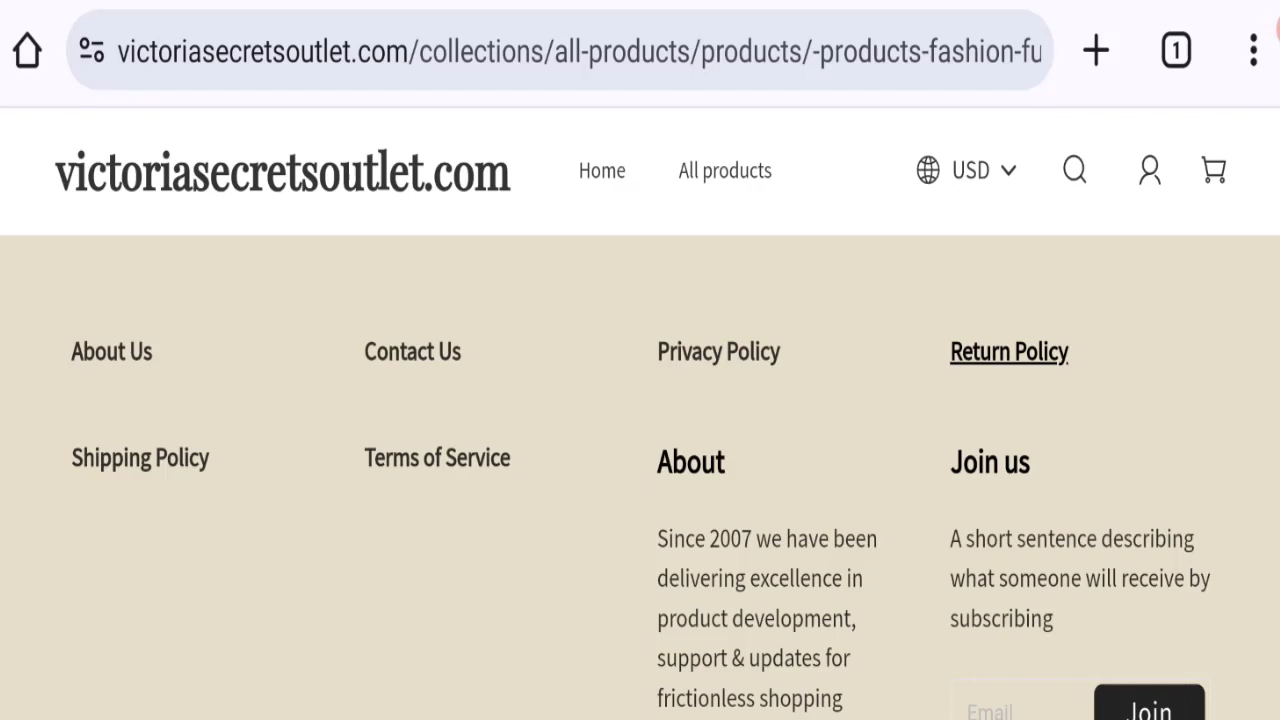 victoriasecretsoutlet.com/collections/all-products/products/-products-fashion-fu
1
victoriasecretsoutlet.com
Home
All products
USD
About Us
Contact Us
Privacy Policy
Return Policy
Shipping Policy
Terms of Service
About
Since 2007 we have been
delivering excellence in
product development,
support & updates for
frictionless shopping
Join us
A short sentence describing
what someone will receive by
subscribing
Email
Join